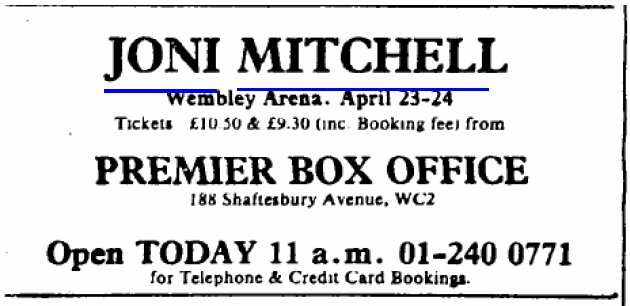 JONI MITCHELL
Wembley Arena. April 23-24
Tickets £10.50 & £9.30 (inc. Booking fee) from
PREMIER BOX OFFICE
188 Shaftesbury Avenue, WC2
Open TODAY 11 a.m. 01-240 0771
for Telephone & Credit Card Bookings.